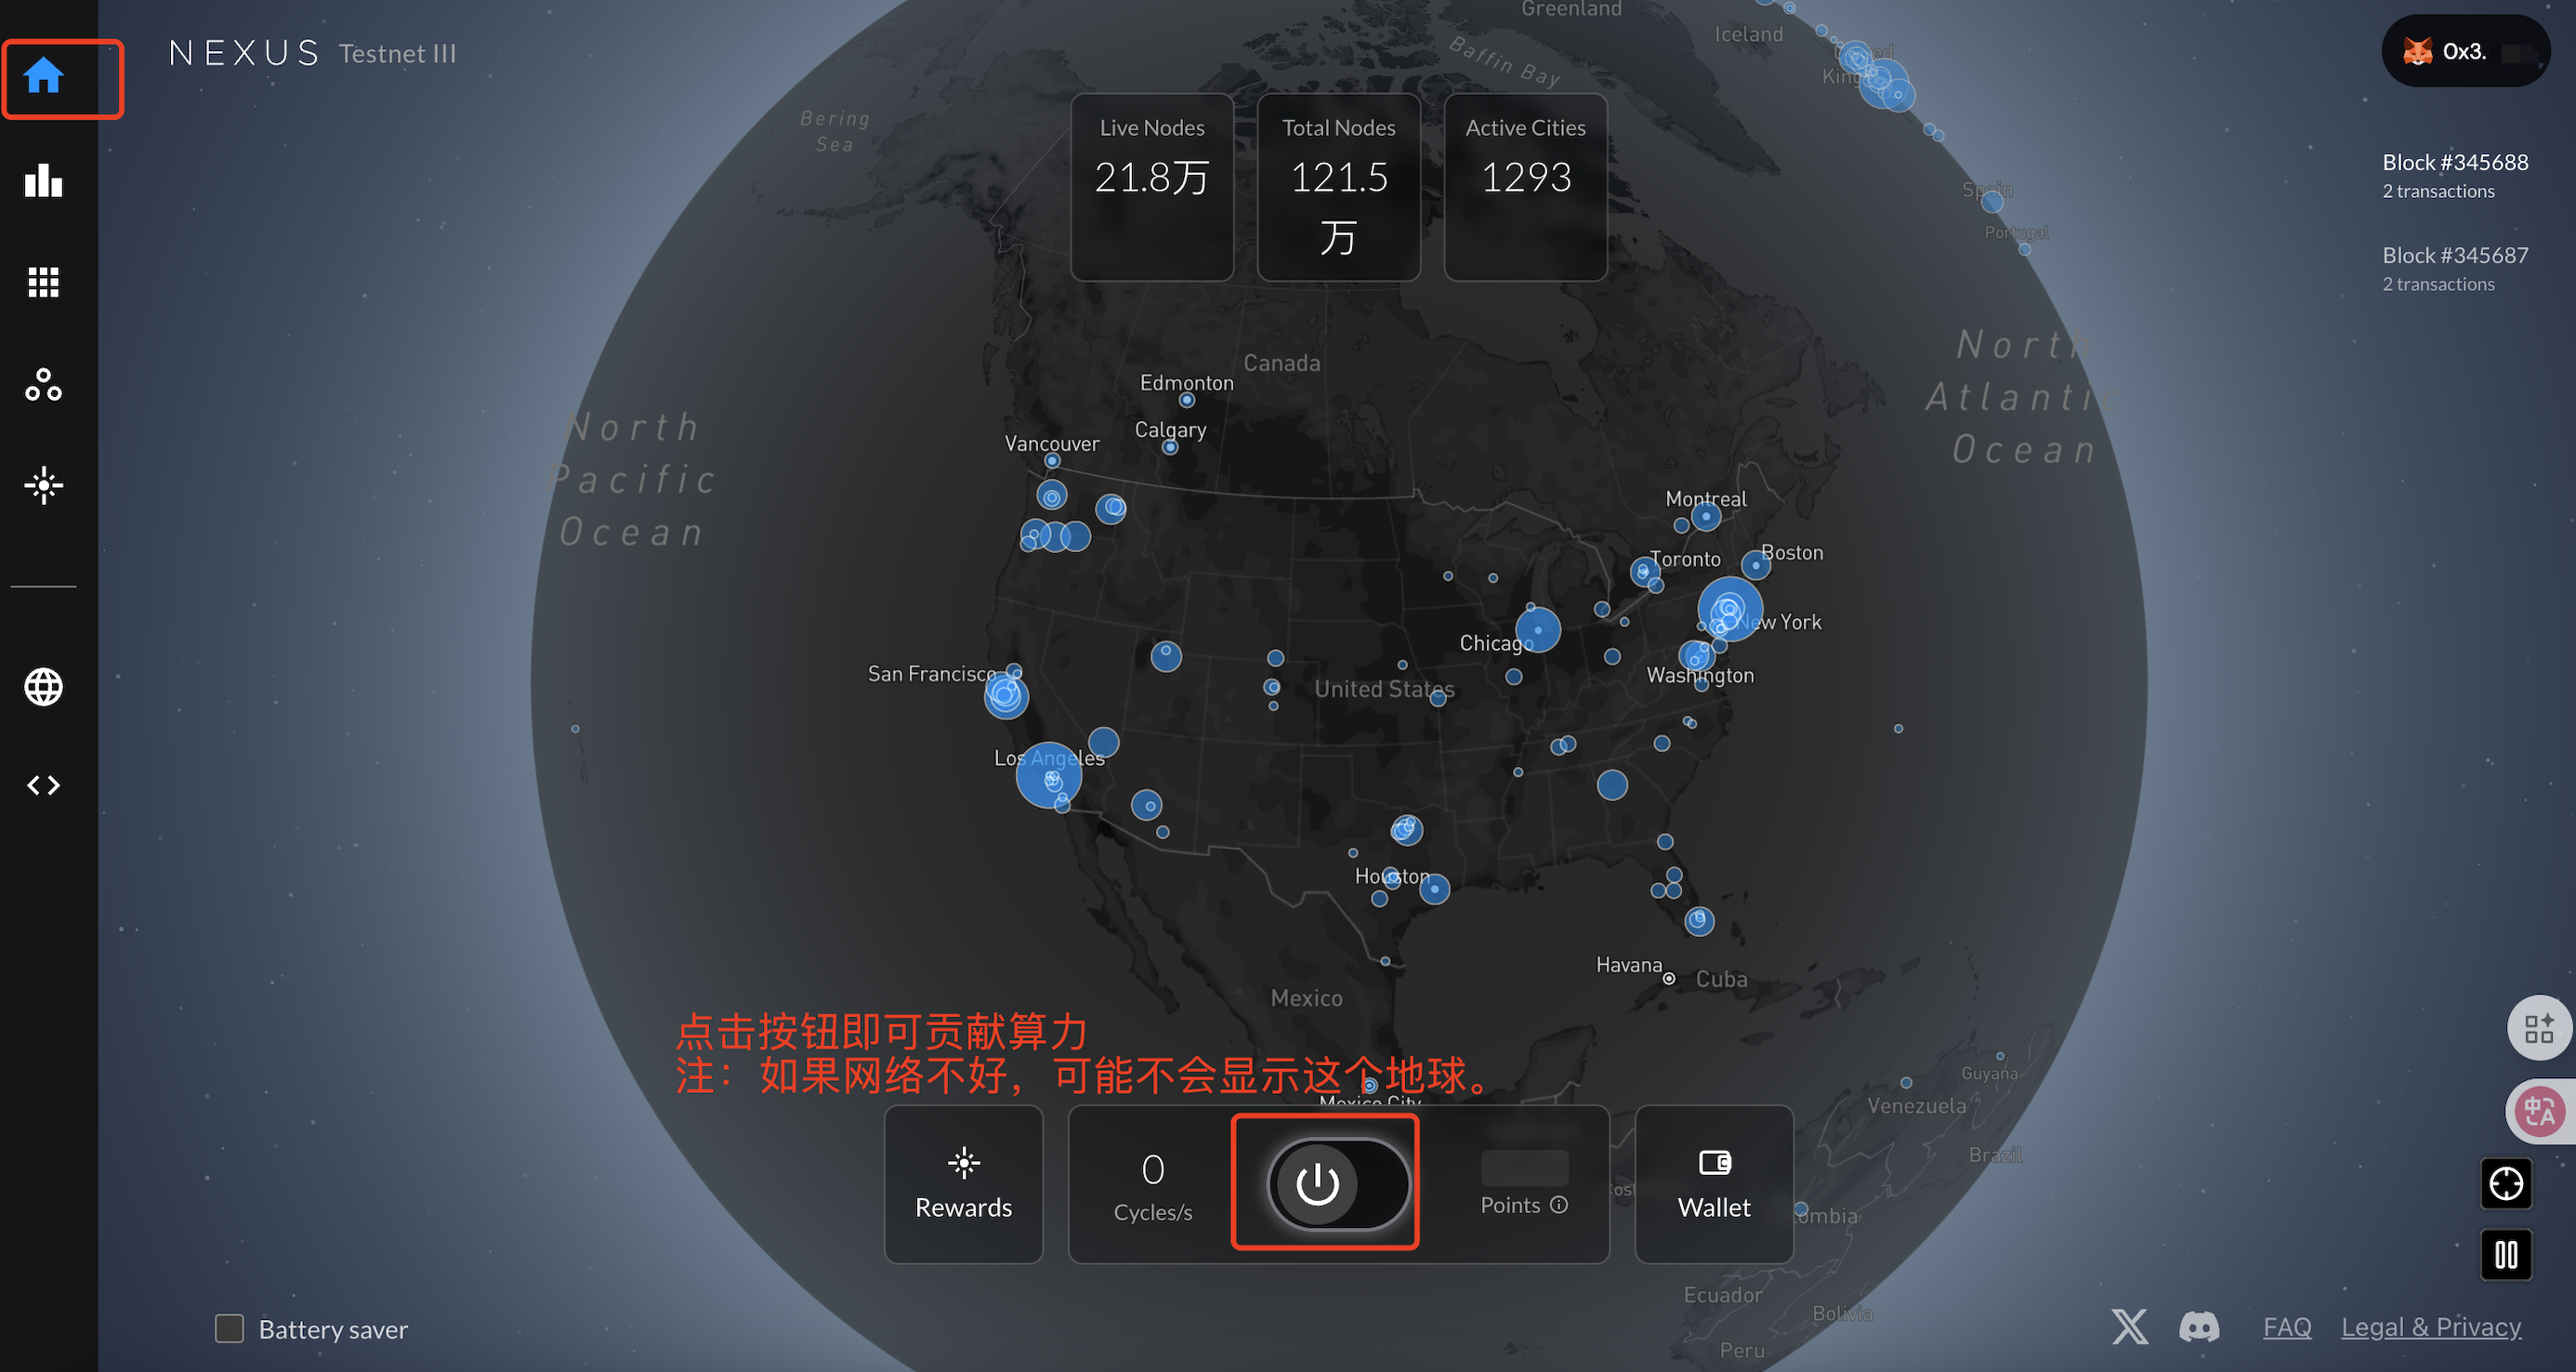 NEXUS Testnet III
0x3.
Live Nodes
21.8万
Total Nodes
121.5
万
Active Cities
1293
Block #345688
2 transactions
Block #345687
2 transactions
Greenland
Iceland
Baffin Bay
Bering
Sea
Spain
Portugal
North
Pacific
Ocean
North
Atlantic
Ocean
Canada
Edmonton
Calgary
Vancouver
Montreal
Toronto
Boston
New York
Chicago
Washington
San Francisco
United States
Los Angeles
Houston
Havana
Cuba
Mexico
点击按钮即可贡献算力
注：如果网络不好，可能不会显示这个地球。
Mexico City
Guyana
Venezuela
Brazil
Rewards
0
Cycles/s
Points
Wallet
Ecuador
Bolivia
Peru
Battery saver
FAQ
Legal & Privacy